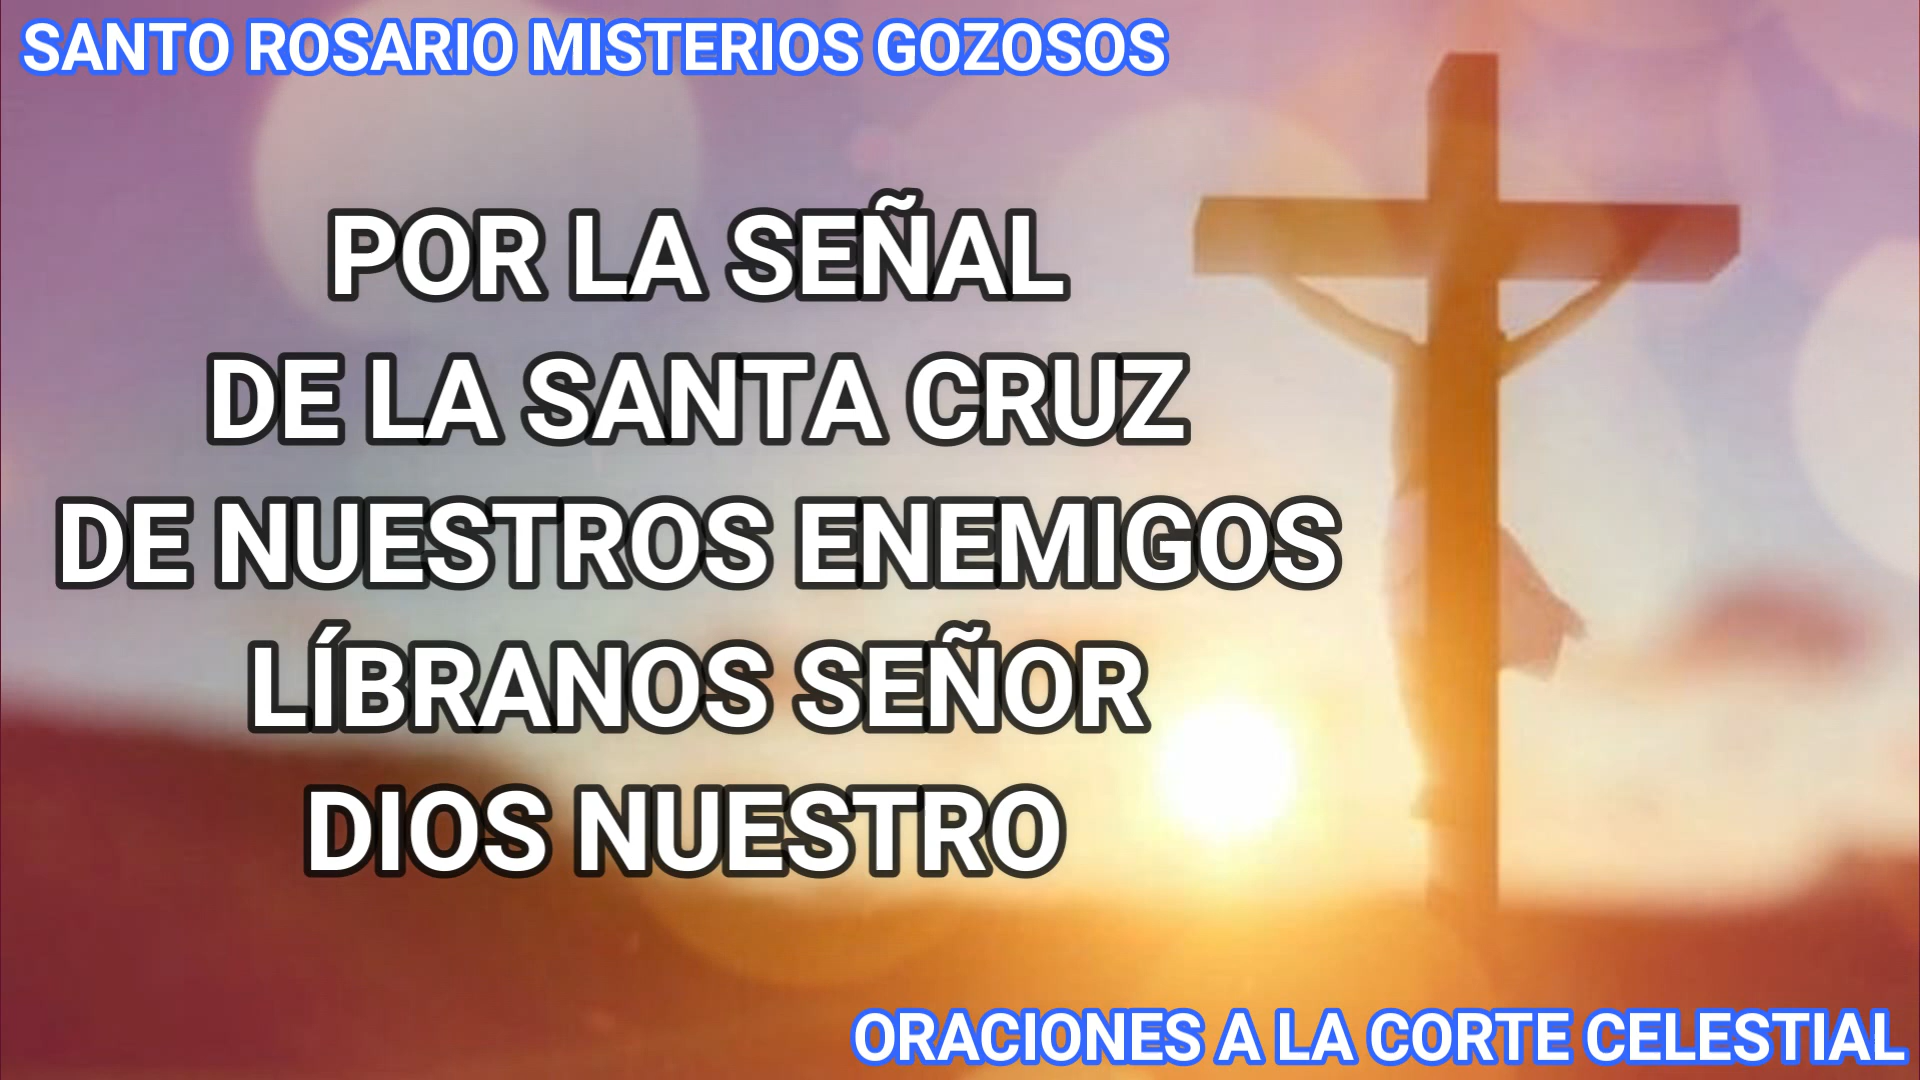 SANTO ROSARIO MISTERIOS GOZOSOS
POR LA SEÑAL
DE LA SANTA CRUZ
DE NUESTROS ENEMIGOS
LÍBRANOS SEÑOR
DIOS NUESTRO
ORACIONES A LA CORTE CELESTIAL